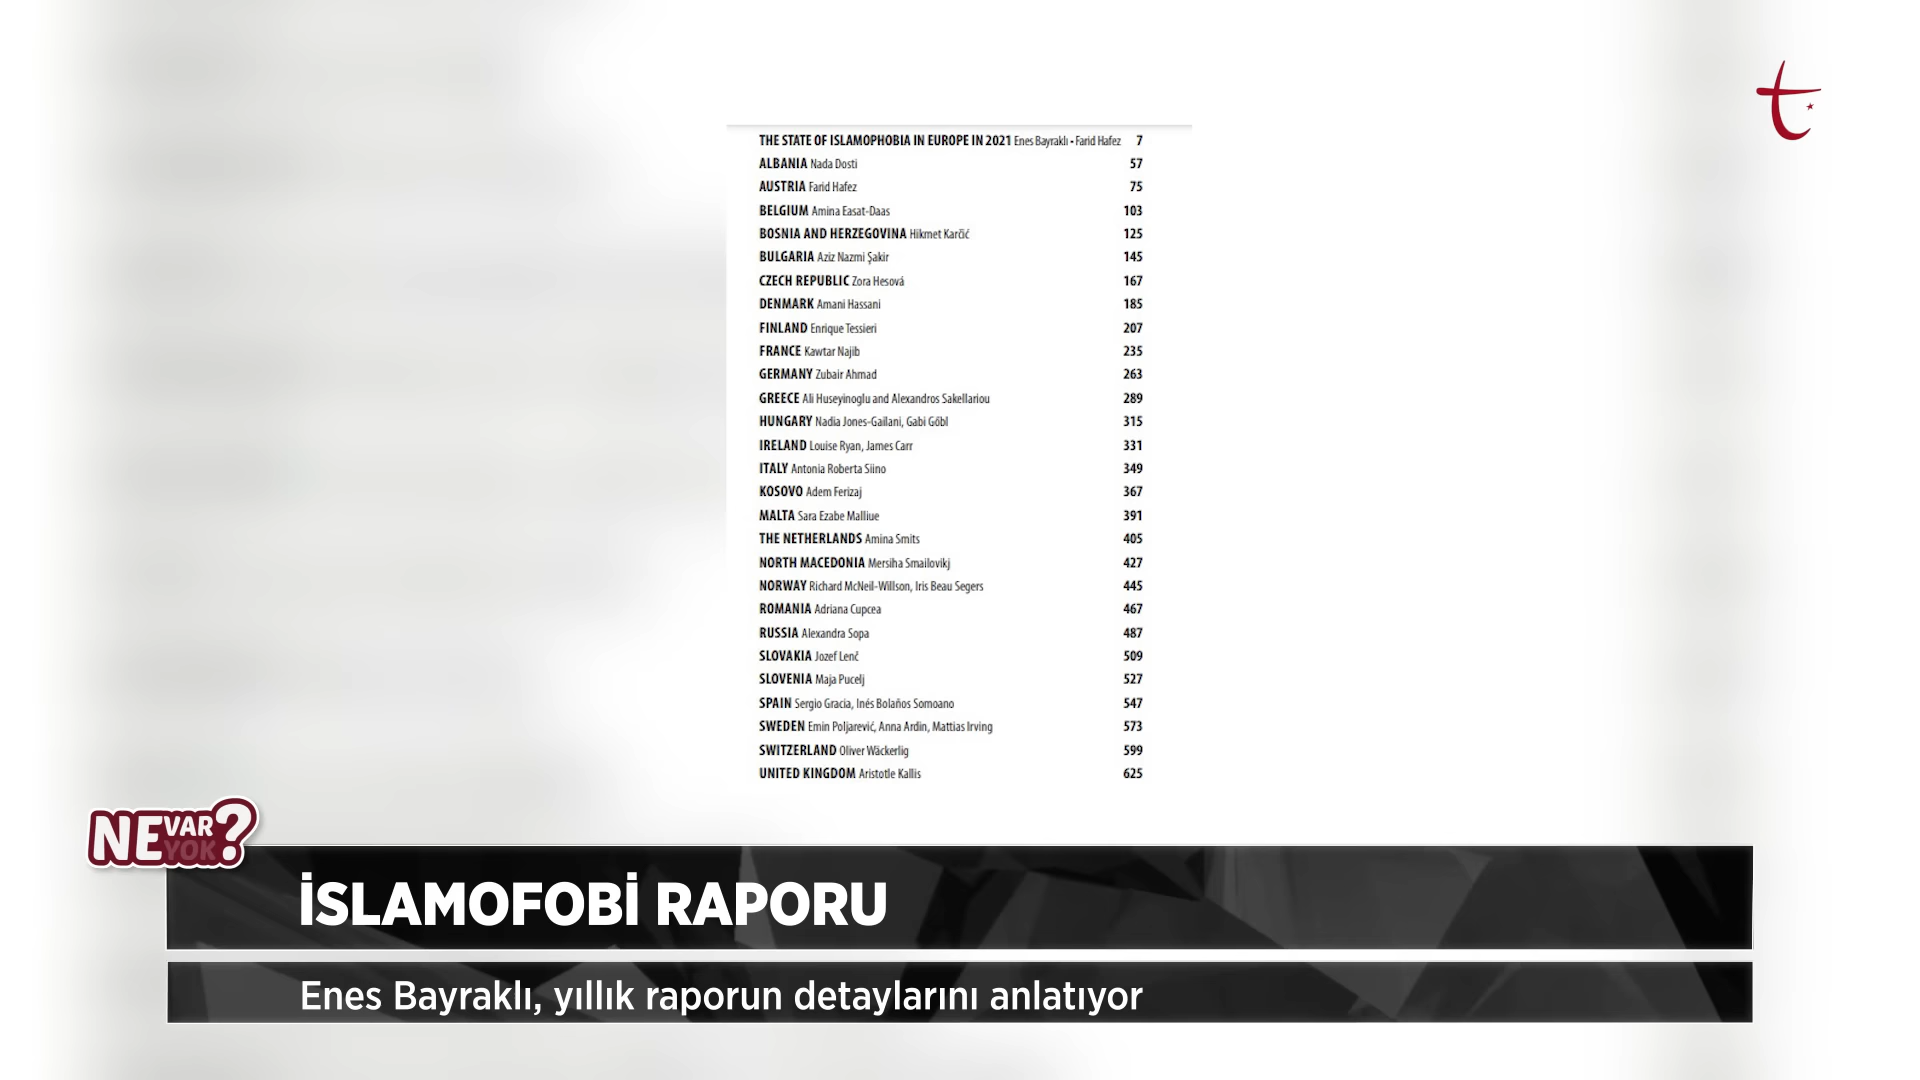 t
THE STATE OF ISLAMOPHOBIA IN EUROPE IN 2021 Enes Bayraklı • Farid Hafez 7
ALBANIA Nada Dosti 57
AUSTRIA Farid Hafez 75
BELGIUM Amina Easat-Daas 103
BOSNIA AND HERZEGOVINA Hikmet Karčić 125
BULGARIA Aziz Nazmi Şakir 145
CZECH REPUBLIC Zora Hesová 167
DENMARK Amani Hassani 185
FINLAND Enrique Tessieri 207
FRANCE Kawtar Najib 235
GERMANY Zubair Ahmad 263
GREECE Ali Huseyinoglu and Alexandros Sakellariou 289
HUNGARY Nadia Jones-Gailani, Gabi Gőbl 315
IRELAND Louise Ryan, James Carr 331
ITALY Antonia Roberta Siino 349
KOSOVO Adem Ferizaj 367
MALTA Sara Ezabe Malliue 391
THE NETHERLANDS Amina Smits 405
NORTH MACEDONIA Mersiha Smailovikj 427
NORWAY Richard McNeil-Willson, Iris Beau Segers 445
ROMANIA Adriana Cupcea 467
RUSSIA Alexandra Sopa 487
SLOVAKIA Jozef Lenč 509
SLOVENIA Maja Pucelj 527
SPAIN Sergio Gracia, Inés Bolaños Somoano 547
SWEDEN Emin Poljarević, Anna Ardin, Mattias Irving 573
SWITZERLAND Oliver Wäckerlig 599
UNITED KINGDOM Aristotle Kallis 625
NE VAR YOK?
İSLAMOFOBİ RAPORU
Enes Bayraklı, yıllık raporun detaylarını anlatıyor